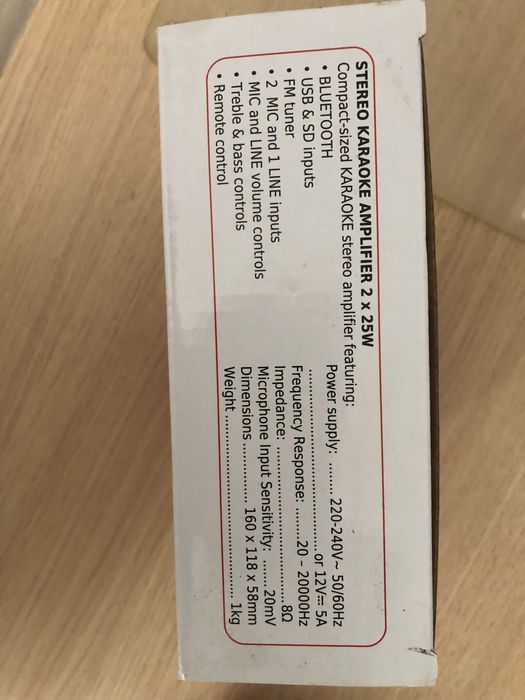 STEREO KARAOKE AMPLIFIER 2 x 25W
Compact-sized KARAOKE stereo amplifier featuring:
• BLUETOOTH
• USB & SD inputs
• FM tuner
• 2 MIC and 1 LINE inputs
• MIC and LINE volume controls
• Treble & bass controls
• Remote control
Power supply: ........ 220-240V~ 50/60Hz
.......................................... or 12V⎓ 5A
Frequency Response: ........ 20 – 20000Hz
Impedance: ................................... 8Ω
Microphone Input Sensitivity: ....... 20mV
Dimensions .............. 160 x 118 x 58mm
Weight ........................................ 1kg